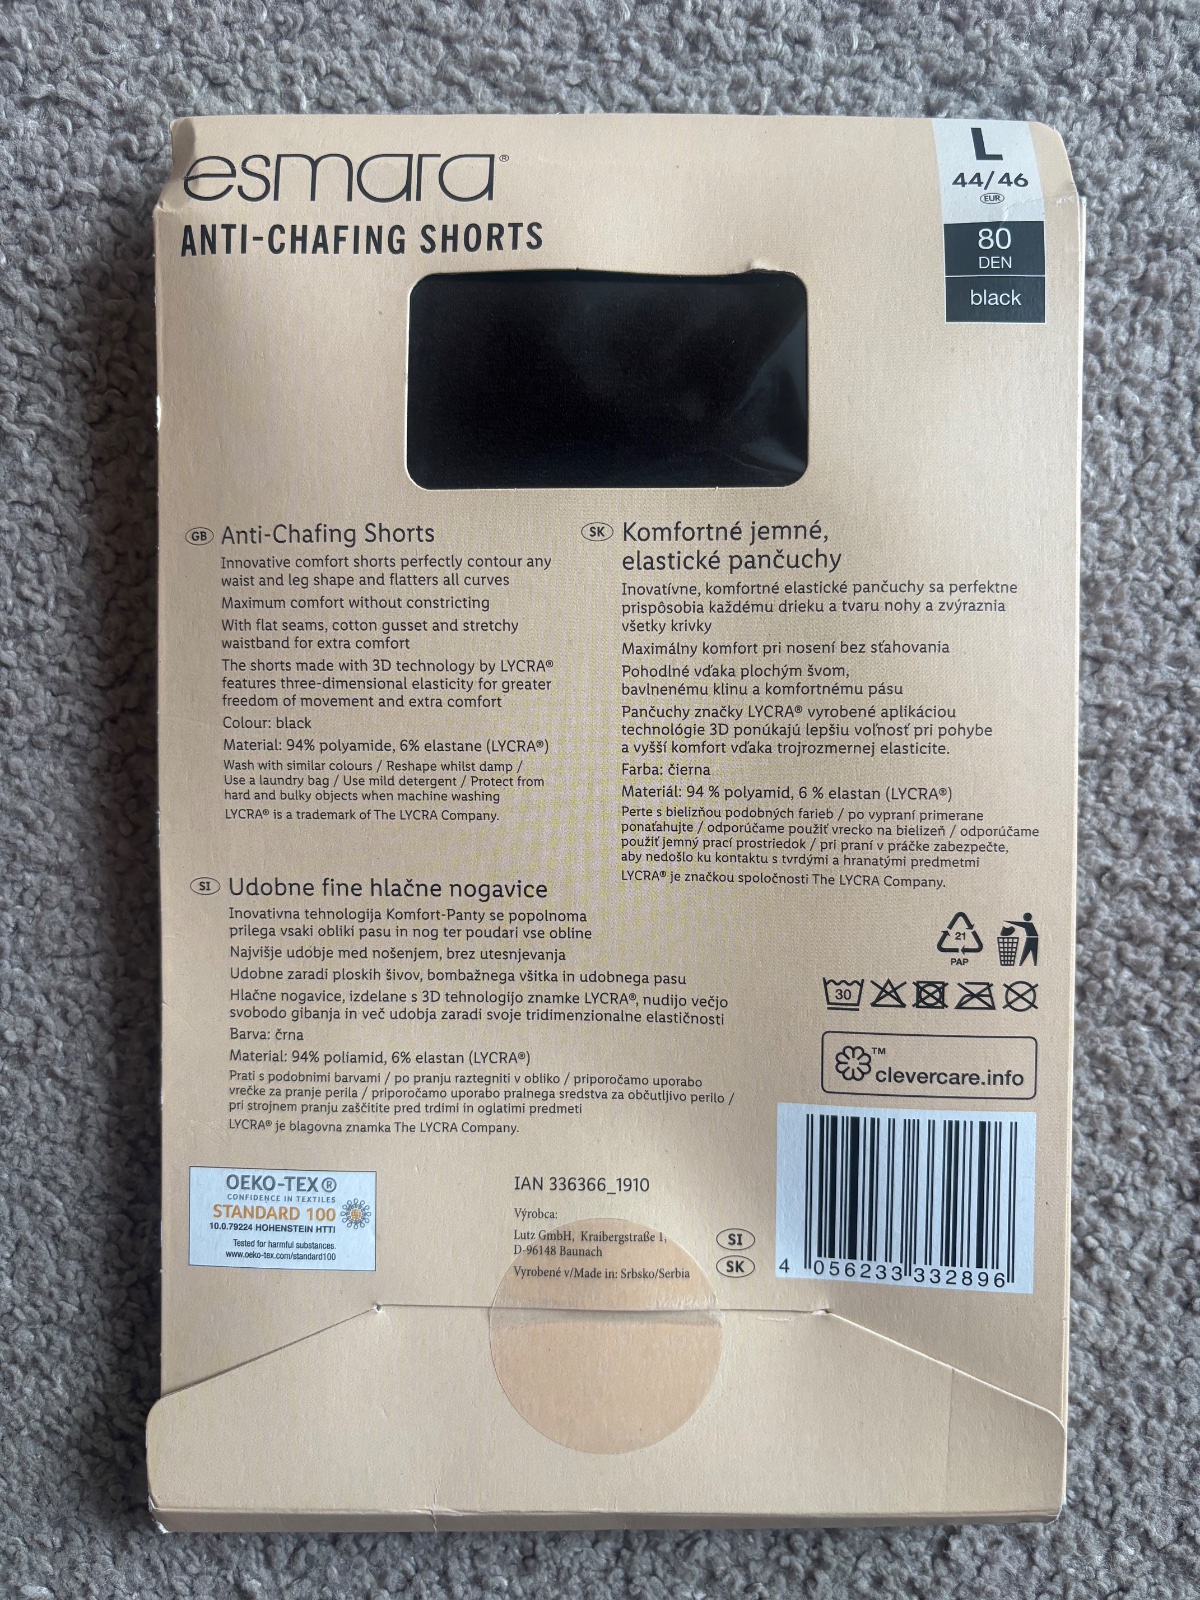 esmara®
ANTI-CHAFING SHORTS
L
44/46
EUR
80
DEN
black
GB Anti-Chafing Shorts
Innovative comfort shorts perfectly contour any
waist and leg shape and flatters all curves
Maximum comfort without constricting
With flat seams, cotton gusset and stretchy
waistband for extra comfort
The shorts made with 3D technology by LYCRA®
features three-dimensional elasticity for greater
freedom of movement and extra comfort
Colour: black
Material: 94% polyamide, 6% elastane (LYCRA®)
Wash with similar colours / Reshape whilst damp /
Use a laundry bag / Use mild detergent / Protect from
hard and bulky objects when machine washing
LYCRA® is a trademark of The LYCRA Company.
SK Komfortné jemné,
elastické pančuchy
Inovatívne, komfortné elastické pančuchy sa perfektne
prispôsobia každému drieku a tvaru nohy a zvýraznia
všetky krivky
Maximálny komfort pri nosení bez sťahovania
Pohodlné vďaka plochým švom,
bavlnenému klinu a komfortnému pásu
Pančuchy značky LYCRA® vyrobené aplikáciou
technológie 3D ponúkajú lepšiu voľnosť pri pohybe
a vyšší komfort vďaka trojrozmernej elasticite.
Farba: čierna
Materiál: 94 % polyamid, 6 % elastan (LYCRA®)
Perte s bielizňou podobných farieb / po vypraní primerane
ponaťahujte / odporúčame použiť vrecko na bielizeň / odporúčame
použiť jemný prací prostriedok / pri praní v práčke zabezpečte,
aby nedošlo ku kontaktu s tvrdými a hranatými predmetmi
LYCRA® je značkou spoločnosti The LYCRA Company.
SI Udobne fine hlačne nogavice
Inovativna tehnologija Komfort-Panty se popolnoma
prilega vsaki obliki pasu in nog ter poudari vse obline
Najvišje udobje med nošenjem, brez utesnjevanja
Udobne zaradi ploskih šivov, bombažnega všitka in udobnega pasu
Hlačne nogavice, izdelane s 3D tehnologijo znamke LYCRA®, nudijo večjo
svobodo gibanja in več udobja zaradi svoje tridimenzionalne elastičnosti
Barva: črna
Material: 94% poliamid, 6% elastan (LYCRA®)
Prati s podobnimi barvami / po pranju raztegniti v obliko / priporočamo uporabo
vrečke za pranje perila / priporočamo uporabo pralnega sredstva za občutljivo perilo /
pri strojnem pranju zaščitite pred trdimi in oglatimi predmeti
LYCRA® je blagovna znamka The LYCRA Company.
21
PAP
30
™
clevercare.info
OEKO-TEX®
CONFIDENCE IN TEXTILES
STANDARD 100
10.0.79224 HOHENSTEIN HTTI
Tested for harmful substances.
www.oeko-tex.com/standard100
IAN 336366_1910
Výrobca:
Lutz GmbH, Kraibergstraße 1,
D-96148 Baunach
Vyrobené v/Made in: Srbsko/Serbia
SI
SK
4 056233 332896